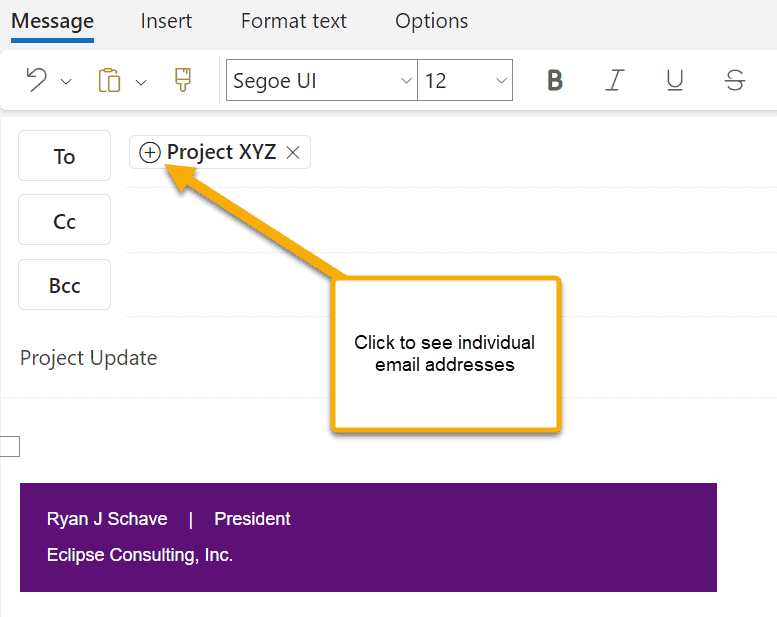 Message Insert Format text Options
Segoe UI 12 B I U S
To Project XYZ
Cc
Bcc
Click to see individual
email addresses
Project Update
Ryan J Schave | President
Eclipse Consulting, Inc.